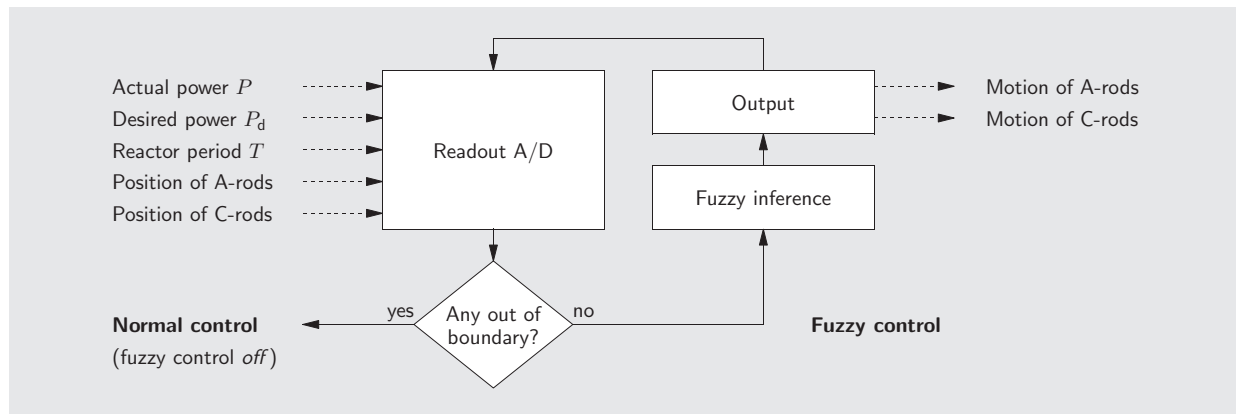 Actual power P
Desired power P_d
Reactor period T
Position of A-rods
Position of C-rods
Readout A/D
Output
Fuzzy inference
Motion of A-rods
Motion of C-rods
yes
Any out of
boundary?
no
Normal control
(fuzzy control off)
Fuzzy control